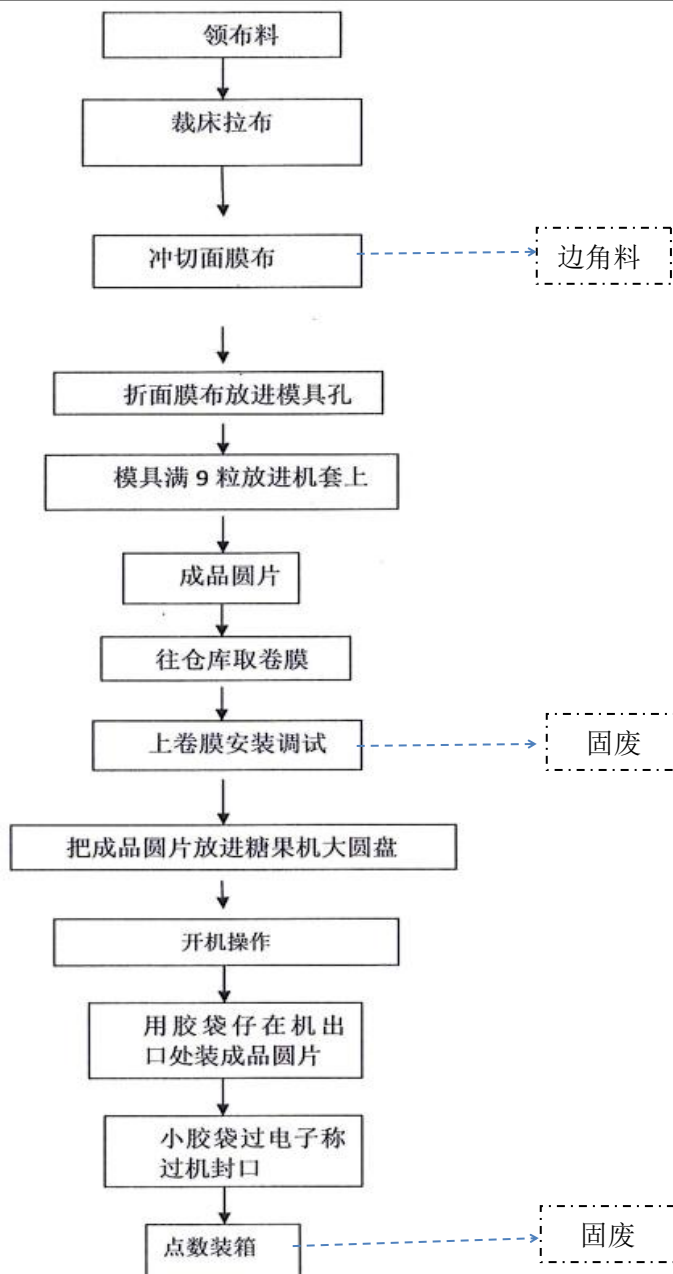 领布料
裁床拉布
冲切面膜布
边角料
折面膜布放进模具孔
模具满 9 粒放进机套上
成品圆片
往仓库取卷膜
上卷膜安装调试
固废
把成品圆片放进糖果机大圆盘
开机操作
用胶袋仔在机出
口处装成品圆片
小胶袋过电子称
过机封口
点数装箱
固废